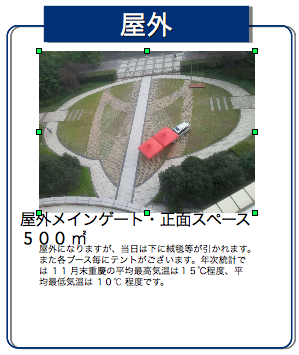 屋外
屋外メインゲート・正面スペース
５００㎡
屋外になりますが、当日は下に絨毯等が引かれます。
また各ブース毎にテントがございます。年次統計で
は １１月末重慶の平均最高気温は１５℃程度、平
均最低気温は １０℃ 程度です。